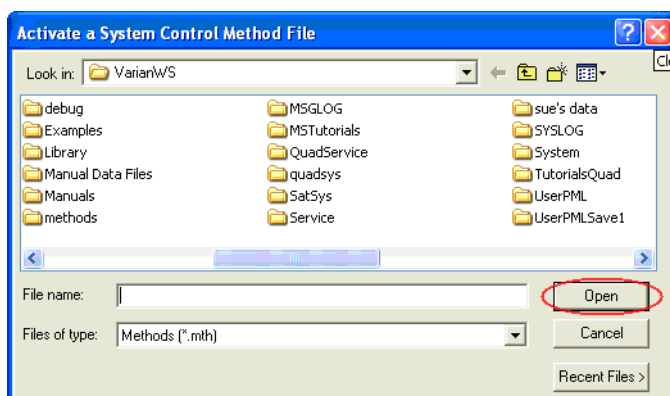 Activate a System Control Method File
Look in: VarianWS
debug MSGLOG sue's data
Examples MSTutorials SYSLOG
Library QuadService System
Manual Data Files quadsys TutorialsQuad
Manuals SatSys UserPML
methods Service UserPMLSave1
File name: Open
Files of type: Methods (*.mth) Cancel
Recent Files >